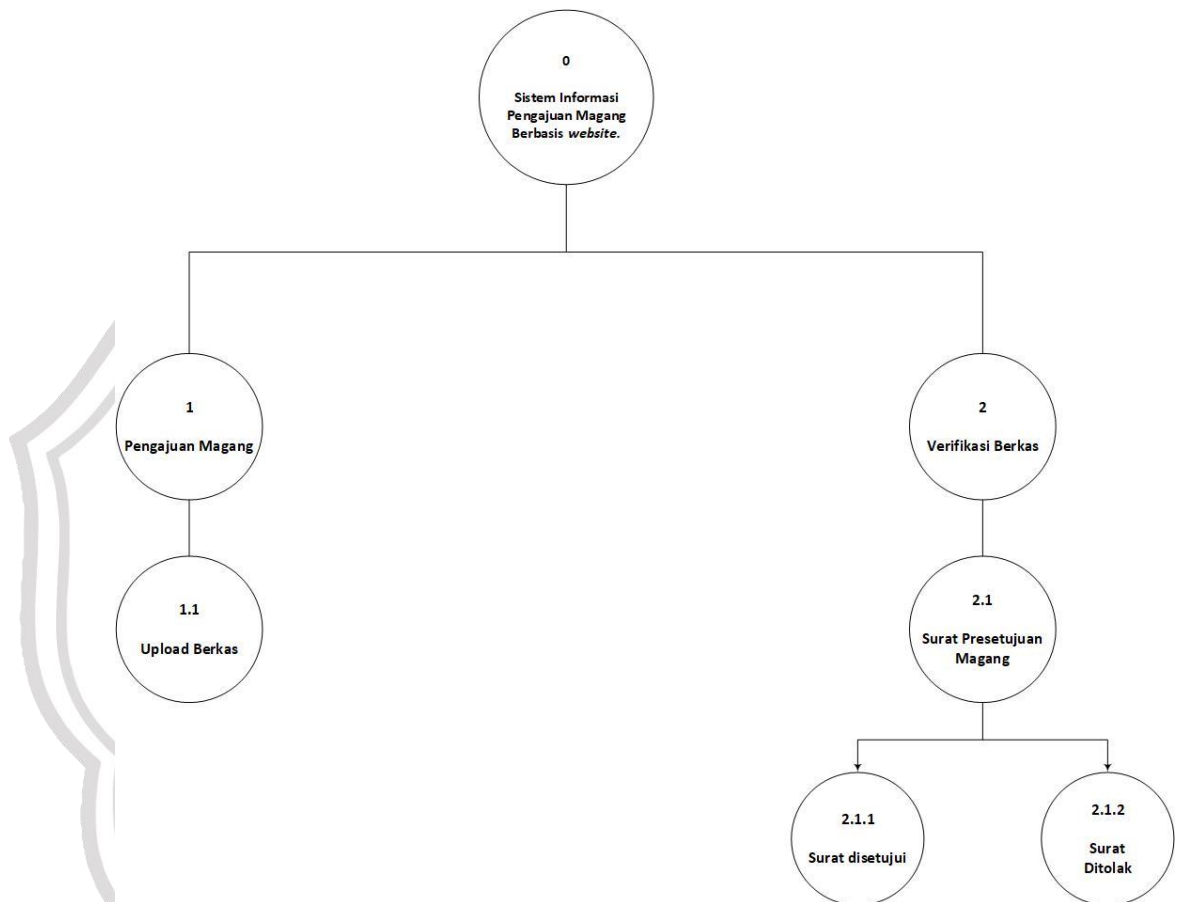 0
Sistem Informasi
Pengajuan Magang
Berbasis website.
1
Pengajuan Magang
2
Verifikasi Berkas
1.1
Upload Berkas
2.1
Surat Presetujuan
Magang
2.1.1
Surat disetujui
2.1.2
Surat
Ditolak